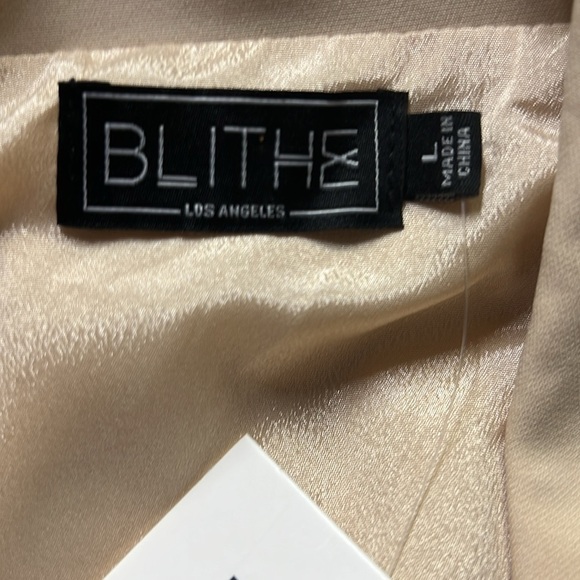 BLITHE
LOS ANGELES
L
MADE IN
CHINA